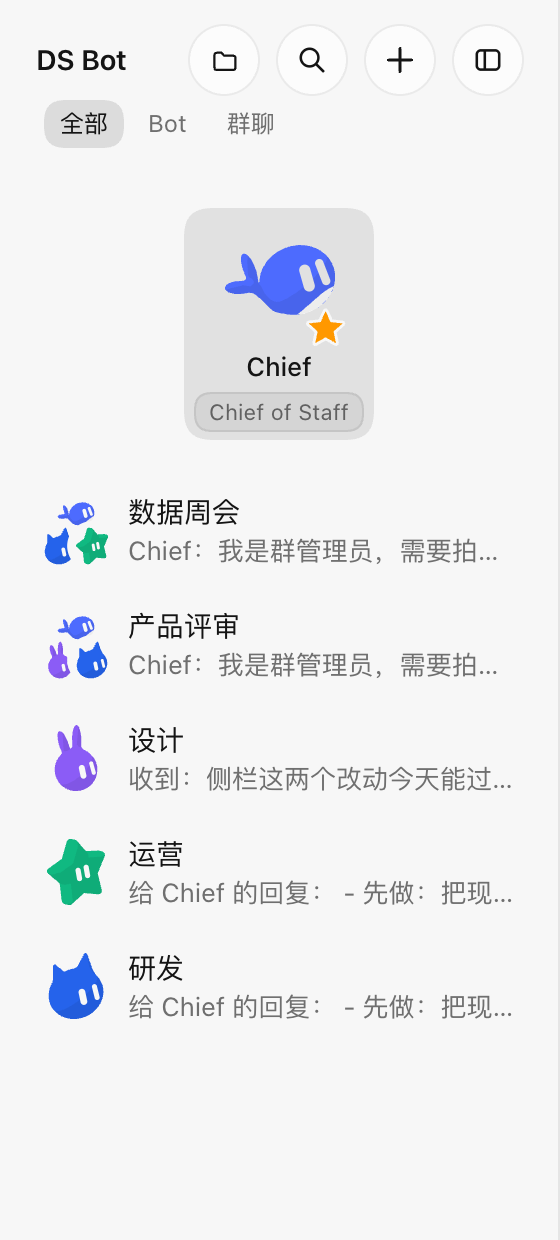 DS Bot
全部 Bot 群聊
Chief
Chief of Staff
数据周会
Chief：我是群管理员，需要拍...
产品评审
Chief：我是群管理员，需要拍...
设计
收到：侧栏这两个改动今天能过...
运营
给 Chief 的回复： - 先做：把现...
研发
给 Chief 的回复： - 先做：把现...